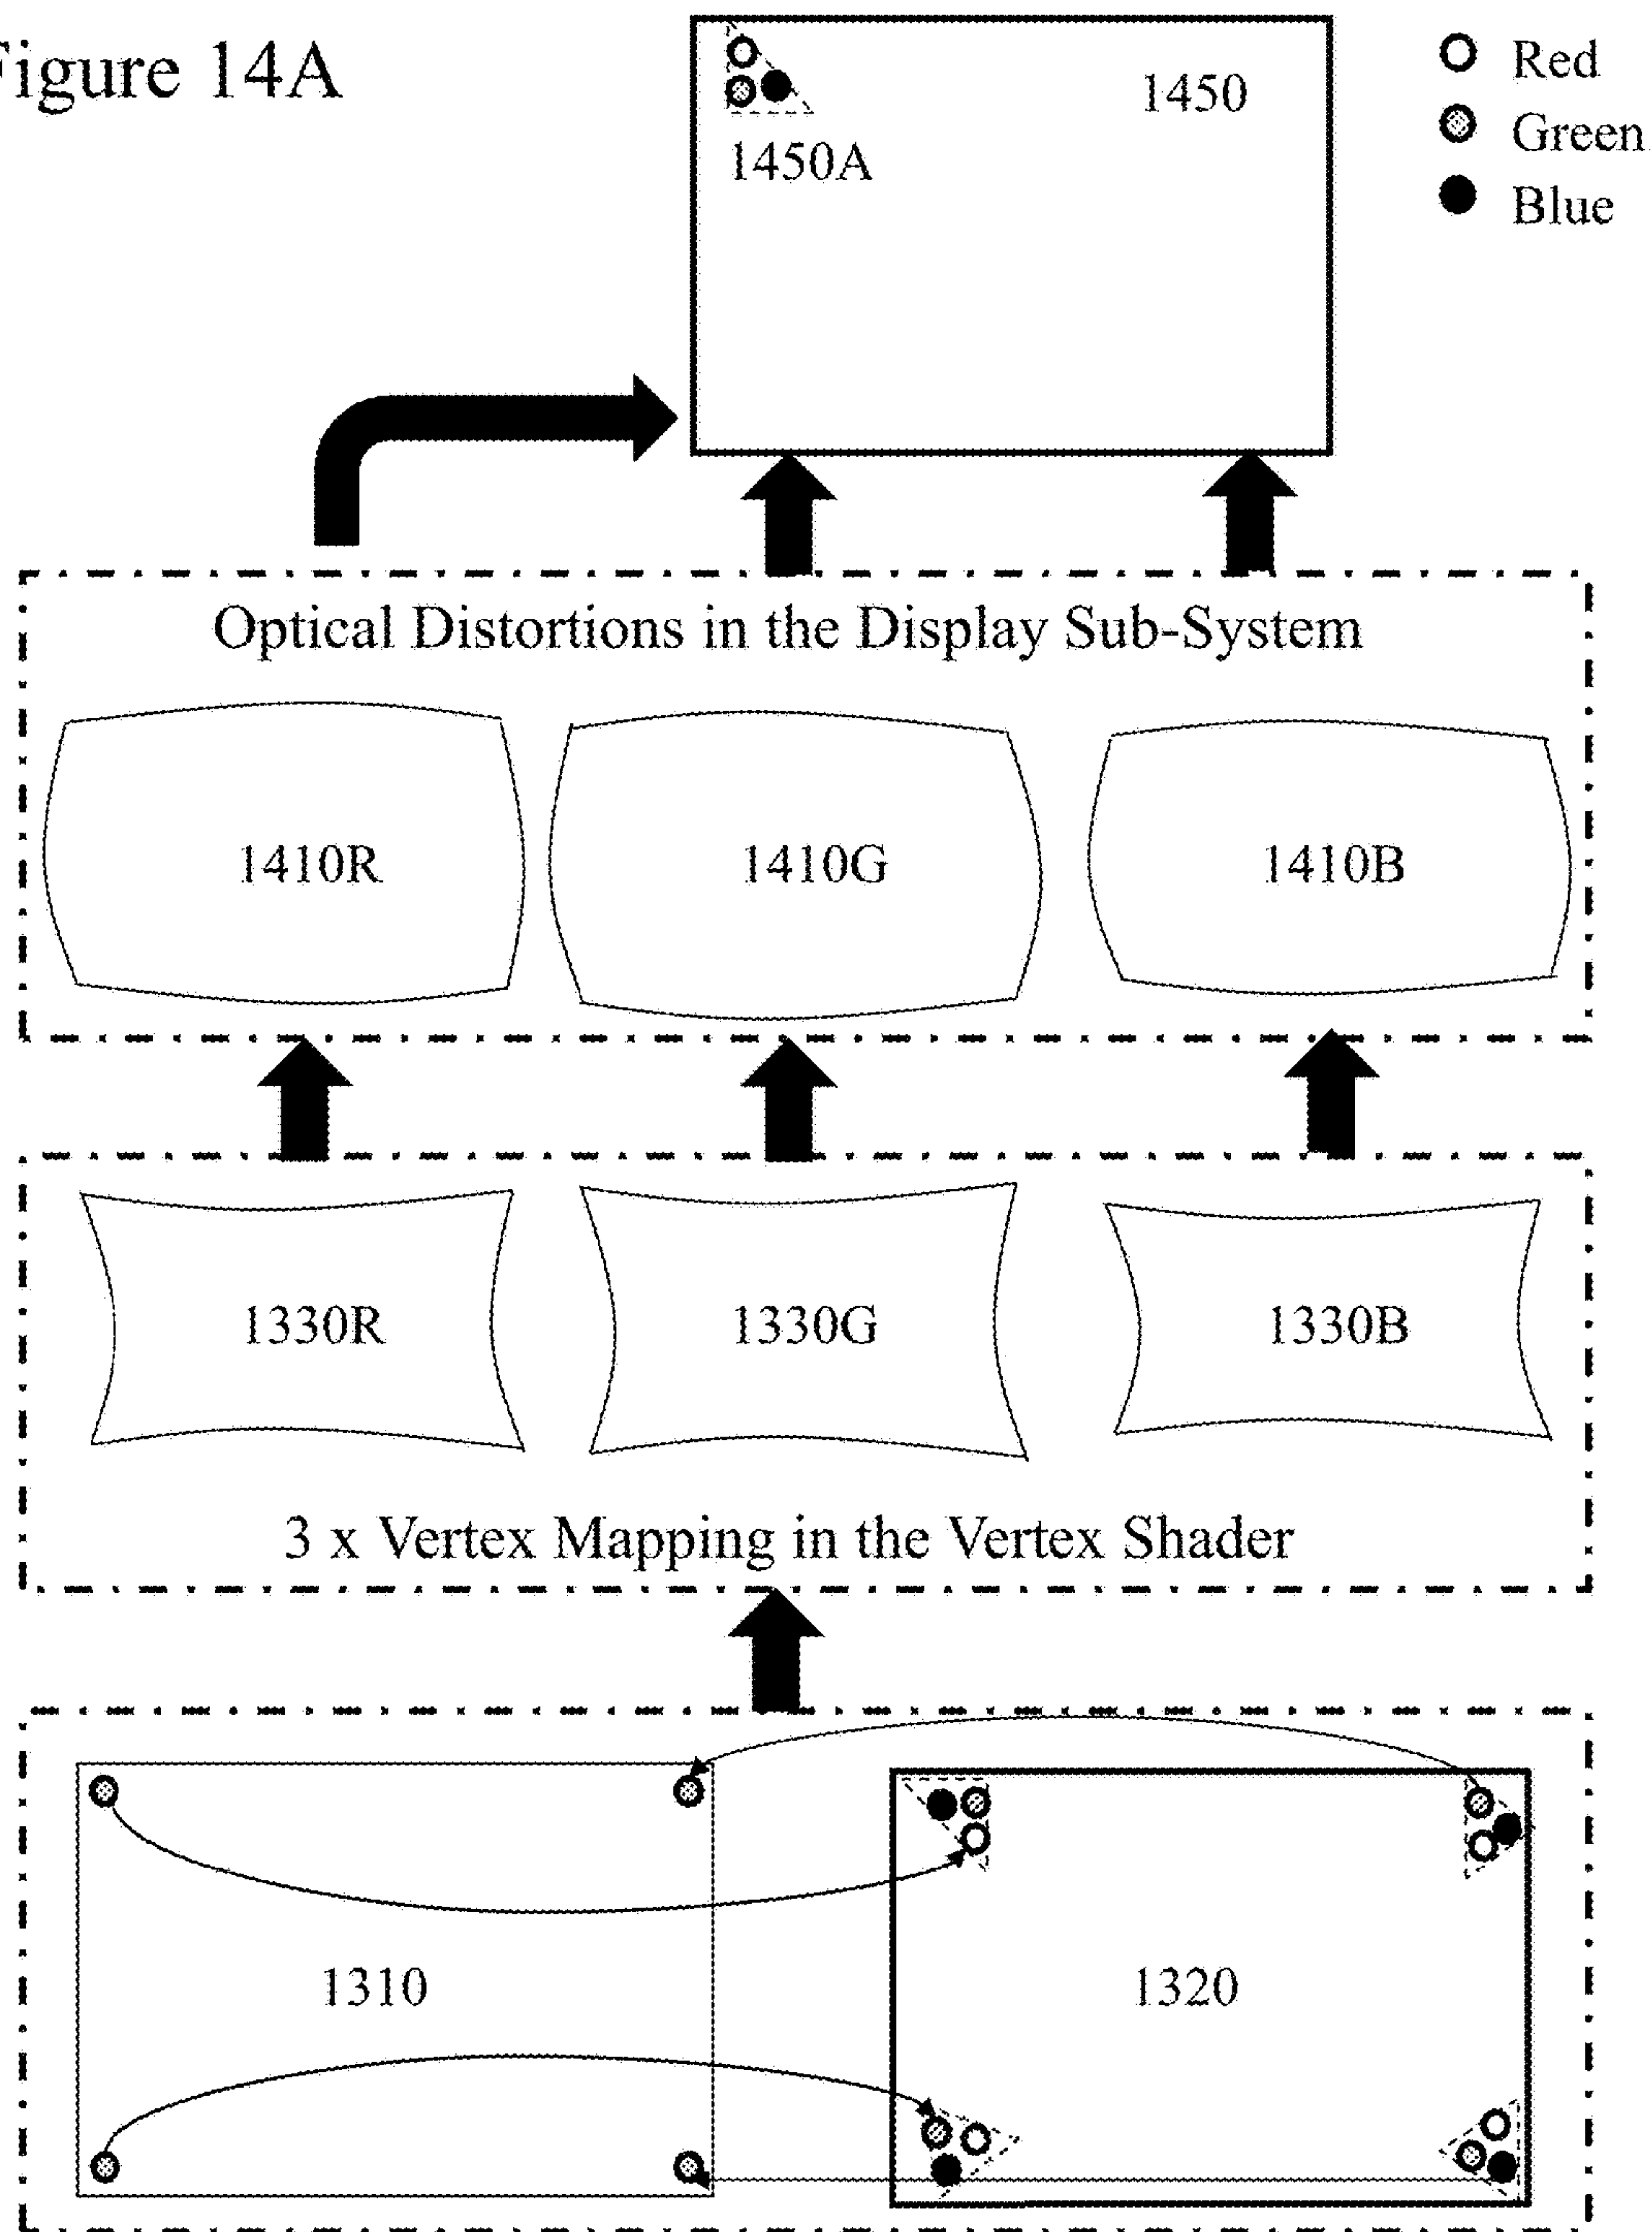 Figure 14A
1450
1450A
Red
Green
Blue
Optical Distortions in the Display Sub-System
1410R
1410G
1410B
1330R
1330G
1330B
3 x Vertex Mapping in the Vertex Shader
1310
1320